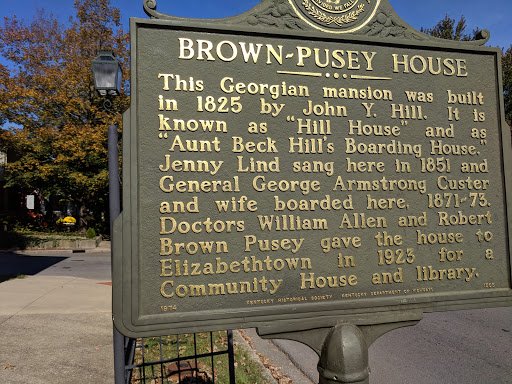 BROWN-PUSEY HOUSE
This Georgian mansion was built
in 1825 by John Y. Hill. It is
known as "Hill House" and as
"Aunt Beck Hill's Boarding House."
Jenny Lind sang here in 1851 and
General George Armstrong Custer
and wife boarded here, 1871-73.
Doctors William Allen and Robert
Brown Pusey gave the house to
Elizabethtown in 1923 for a
Community House and library.
KENTUCKY HISTORICAL SOCIETY KENTUCKY DEPARTMENT OF HIGHWAYS
1974